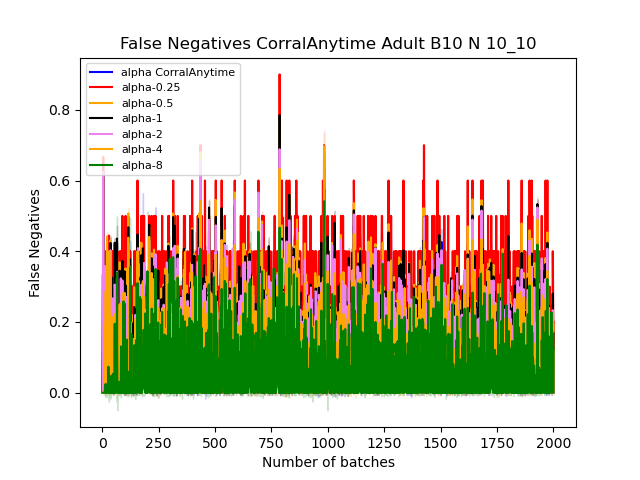 False Negatives CorralAnytime Adult B10 N 10_10
alpha CorralAnytime
alpha-0.25
alpha-0.5
alpha-1
alpha-2
alpha-4
alpha-8
False Negatives
0.8
0.6
0.4
0.2
0.0
0 250 500 750 1000 1250 1500 1750 2000
Number of batches